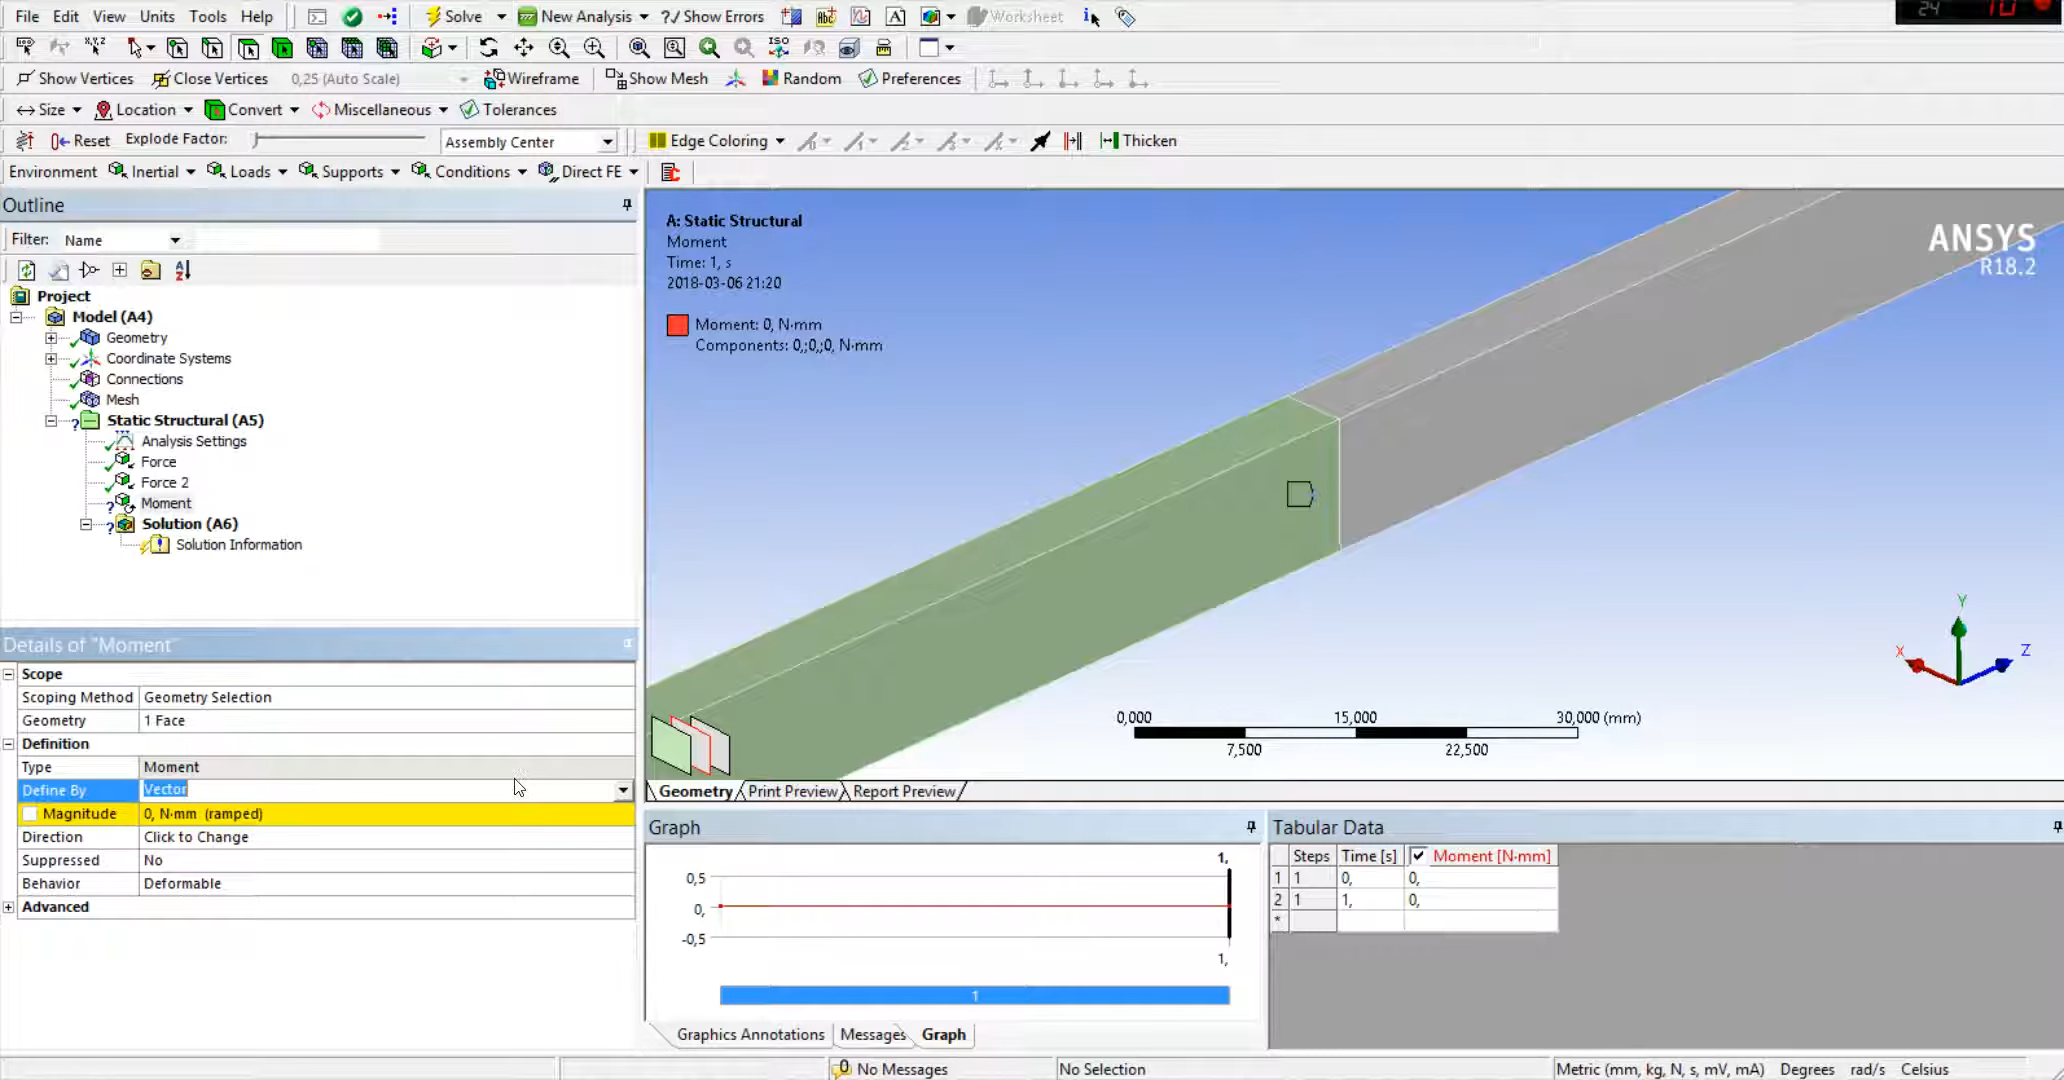 File Edit View Units Tools Help Solve New Analysis ?/ Show Errors Worksheet
Show Vertices Close Vertices 0,25 (Auto Scale) Wireframe Show Mesh Random Preferences
Size Location Convert Miscellaneous Tolerances
Reset Explode Factor: Assembly Center Edge Coloring Thicken
Environment Inertial Loads Supports Conditions Direct FE
Outline
Filter: Name
Project
Model (A4)
Geometry
Coordinate Systems
Connections
Mesh
Static Structural (A5)
Analysis Settings
Force
Force 2
Moment
Solution (A6)
Solution Information
Details of "Moment"
Scope
Scoping Method Geometry Selection
Geometry 1 Face
Definition
Type Moment
Define By Vector
Magnitude 0, N·mm (ramped)
Direction Click to Change
Suppressed No
Behavior Deformable
Advanced
A: Static Structural
Moment
Time: 1, s
2018-03-06 21:20
Moment: 0, N·mm
Components: 0,;0,;0, N·mm
ANSYS
R18.2
Y
X
Z
0,000 15,000 30,000 (mm)
7,500 22,500
Geometry Print Preview Report Preview
Graph
1,
0,5
0,
-0,5
1,
1
Graphics Annotations Messages Graph
Tabular Data
Steps Time [s] Moment [N·mm]
1 1 0, 0,
2 1 1, 0,
*
0 No Messages No Selection Metric (mm, kg, N, s, mV, mA) Degrees rad/s Celsius